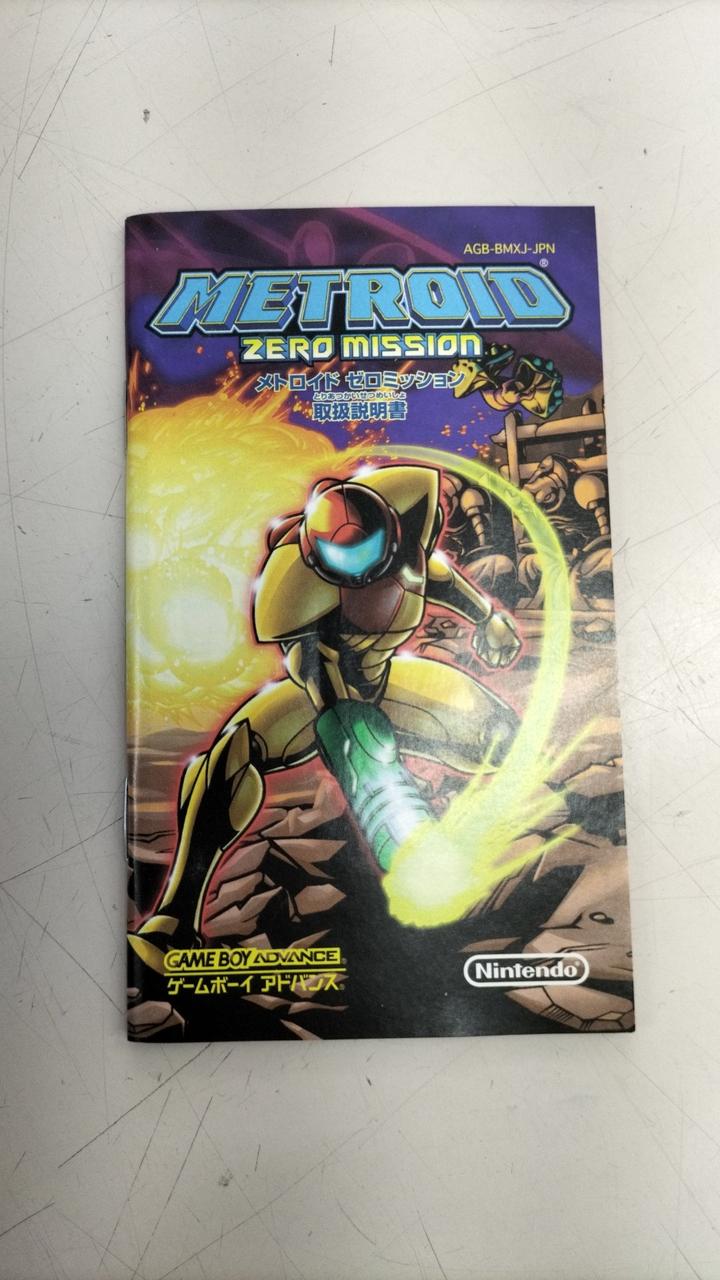 AGB-BMXJ-JPN
METROID®
ZERO MISSION
メトロイド ゼロミッション
とりあつかいせつめいしょ
取扱説明書
GAME BOY ADVANCE®
ゲームボーイ アドバンス®
Nintendo®